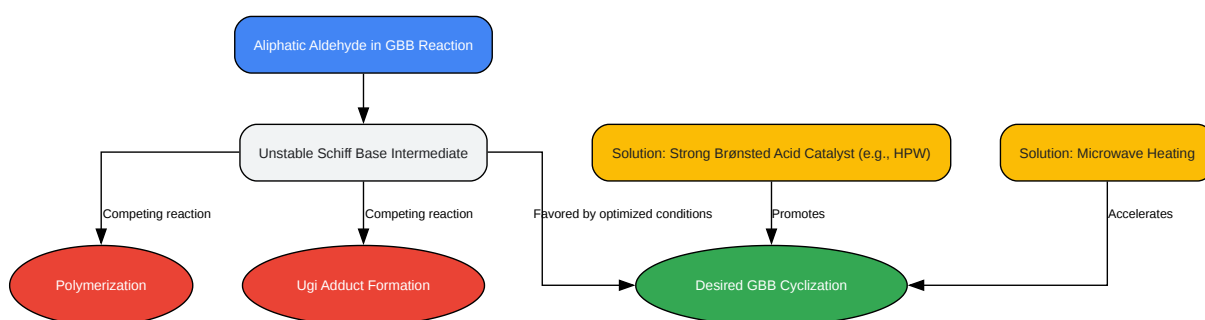 Aliphatic Aldehyde in GBB Reaction
Unstable Schiff Base Intermediate
Solution: Strong Brønsted Acid Catalyst (e.g., HPW)
Solution: Microwave Heating
Competing reaction
Competing reaction
Favored by optimized conditions
Promotes
Accelerates
Polymerization
Ugi Adduct Formation
Desired GBB Cyclization